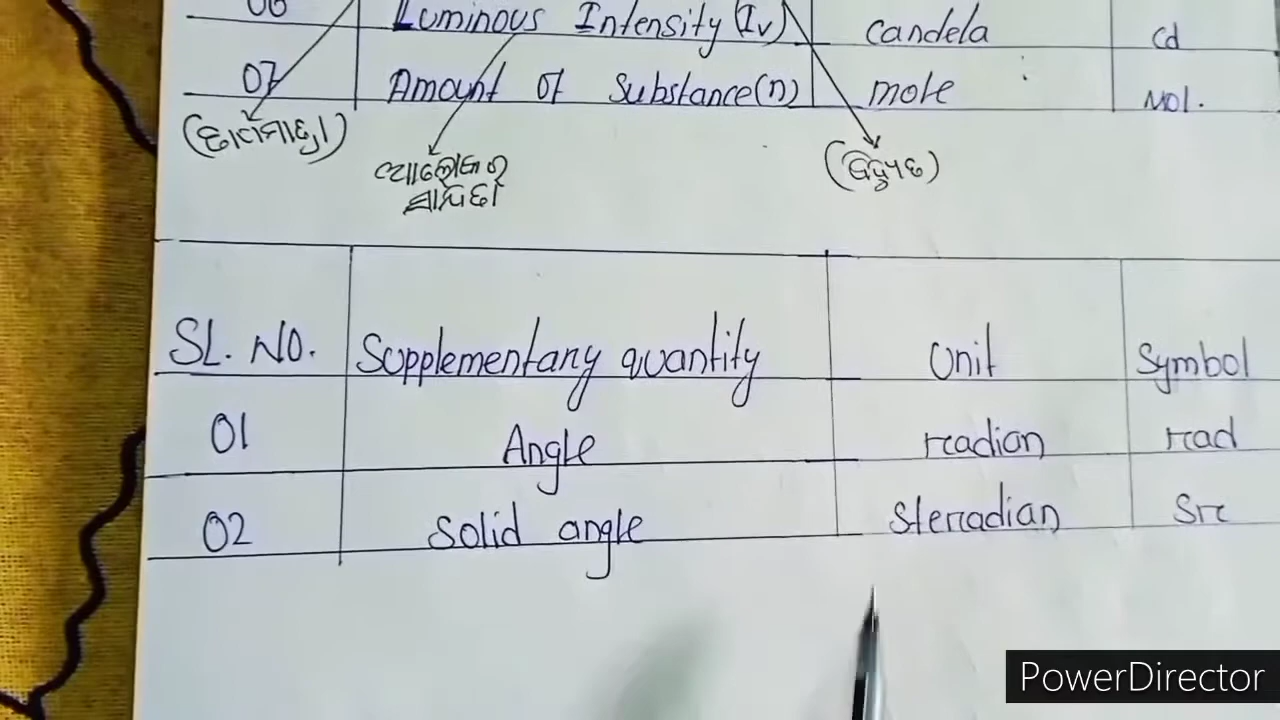 06 Luminous Intensity (Iv) candela cd
07 Amount of Substance(n) mole Mol.
SL. NO. Supplementary quantity Unit Symbol
01 Angle radian rad
02 Solid angle Steradian Sr
PowerDirector